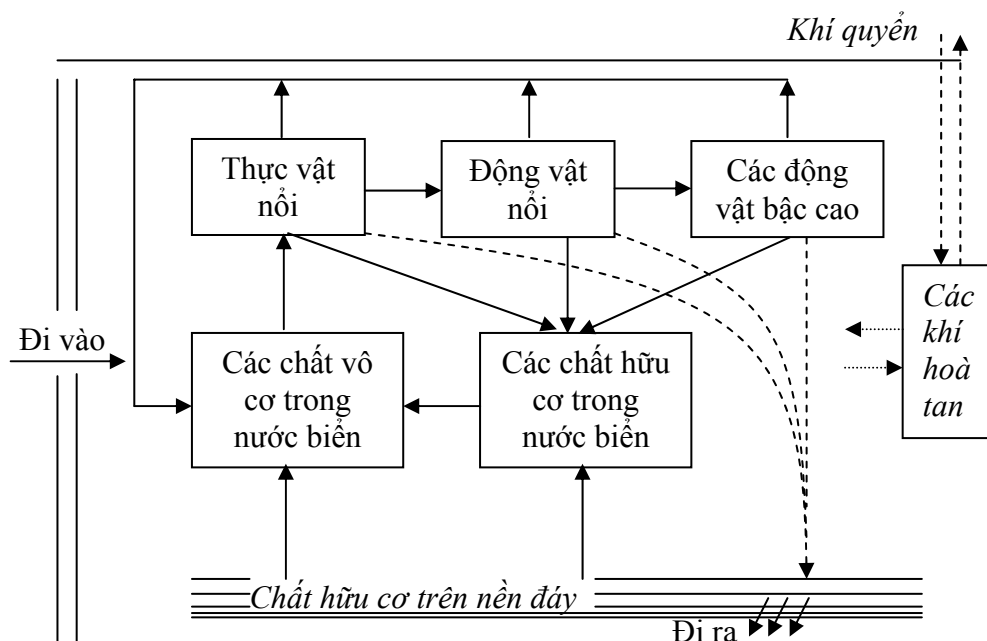 Khí quyển
Thực vật
nổi
Động vật
nổi
Các động
vật bậc cao
Các
khí
hoà
tan
Đi vào
Các chất vô
cơ trong
nước biển
Các chất hữu
cơ trong
nước biển
Chất hữu cơ trên nền đáy
Đi ra